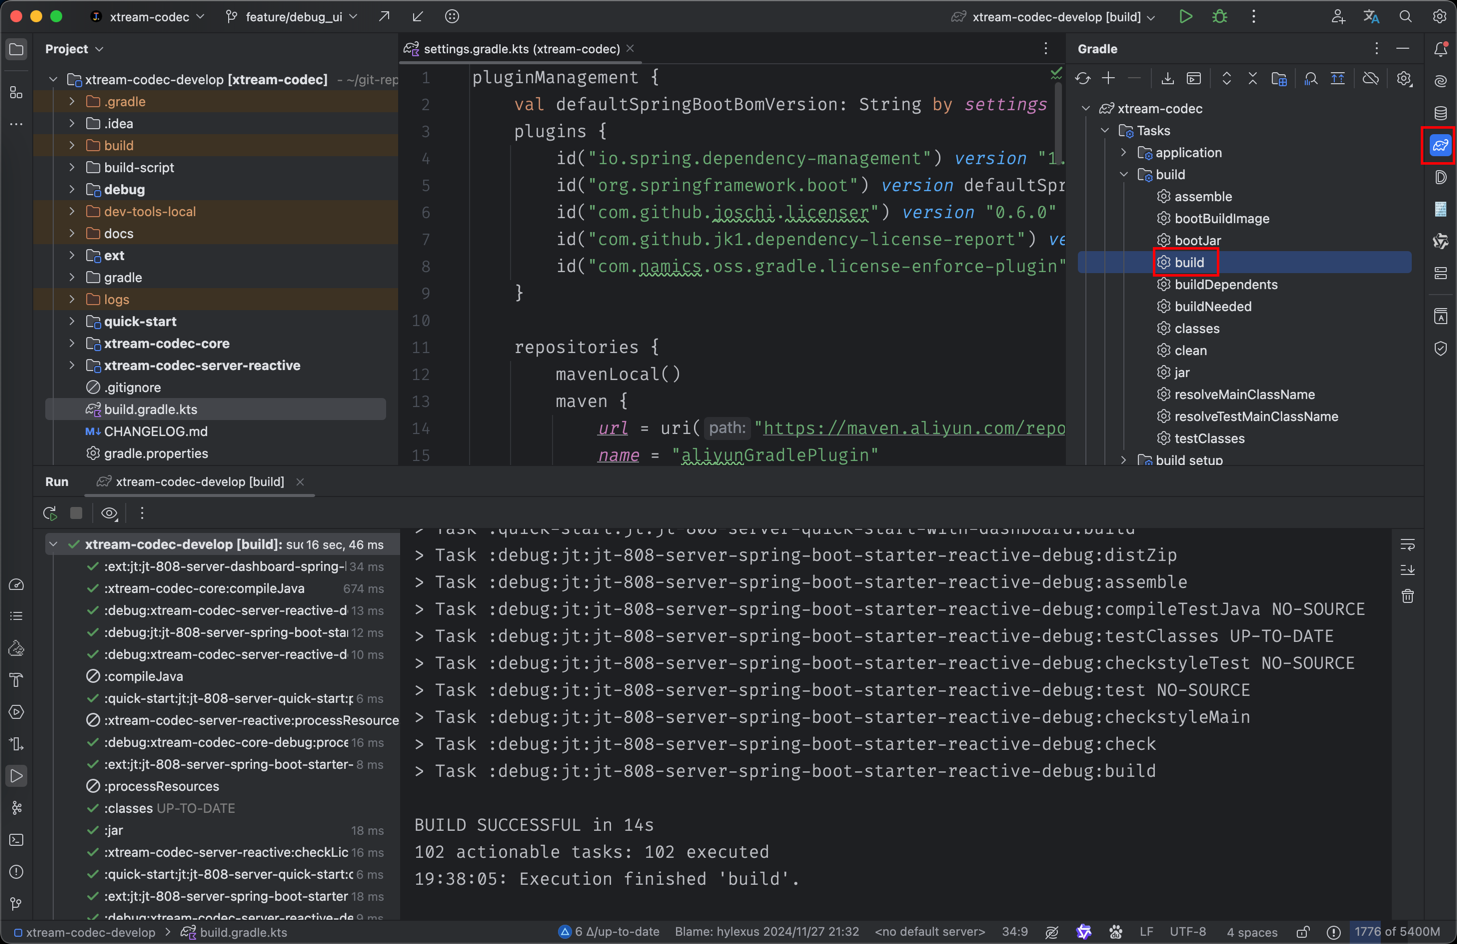 xtream-codec
feature/debug_ui
xtream-codec-develop [build]
Project
xtream-codec-develop [xtream-codec] - ~/git-rep
.gradle
.idea
build
build-script
debug
dev-tools-local
docs
ext
gradle
logs
quick-start
xtream-codec-core
xtream-codec-server-reactive
.gitignore
build.gradle.kts
M↓ CHANGELOG.md
gradle.properties
settings.gradle.kts (xtream-codec)
1 pluginManagement {
2 val defaultSpringBootBomVersion: String by settings
3 plugins {
4 id("io.spring.dependency-management") version "1.
5 id("org.springframework.boot") version defaultSpr
6 id("com.github.joschi.licenser") version "0.6.0"
7 id("com.github.jk1.dependency-license-report") ve
8 id("com.namics.oss.gradle.license-enforce-plugin"
9 }
10
11 repositories {
12 mavenLocal()
13 maven {
14 url = uri( path: "https://maven.aliyun.com/repo
15 name = "aliyunGradlePlugin"
Gradle
xtream-codec
Tasks
application
build
assemble
bootBuildImage
bootJar
build
buildDependents
buildNeeded
classes
clean
jar
resolveMainClassName
resolveTestMainClassName
testClasses
build setup
Run
xtream-codec-develop [build]
xtream-codec-develop [build]: suc 16 sec, 46 ms
:ext:jt:jt-808-server-dashboard-spring- 34 ms
:xtream-codec-core:compileJava 674 ms
:debug:xtream-codec-server-reactive-d 13 ms
:debug:jt:jt-808-server-spring-boot-sta 12 ms
:debug:xtream-codec-server-reactive-d 10 ms
:compileJava
:quick-start:jt:jt-808-server-quick-start:p 6 ms
:xtream-codec-server-reactive:processResource
:debug:xtream-codec-core-debug:proce 16 ms
:ext:jt:jt-808-server-spring-boot-starter- 8 ms
:processResources
:classes UP-TO-DATE
:jar 18 ms
:xtream-codec-server-reactive:checkLic 16 ms
:quick-start:jt:jt-808-server-quick-start:c 6 ms
:ext:jt:jt-808-server-spring-boot-starter 18 ms
:debug:xtream-codec-server-reactive-de 9 ms
> Task :quick-start:jt:jt-808-server-quick-start-with-dashboard:build
> Task :debug:jt:jt-808-server-spring-boot-starter-reactive-debug:distZip
> Task :debug:jt:jt-808-server-spring-boot-starter-reactive-debug:assemble
> Task :debug:jt:jt-808-server-spring-boot-starter-reactive-debug:compileTestJava NO-SOURCE
> Task :debug:jt:jt-808-server-spring-boot-starter-reactive-debug:testClasses UP-TO-DATE
> Task :debug:jt:jt-808-server-spring-boot-starter-reactive-debug:checkstyleTest NO-SOURCE
> Task :debug:jt:jt-808-server-spring-boot-starter-reactive-debug:test NO-SOURCE
> Task :debug:jt:jt-808-server-spring-boot-starter-reactive-debug:checkstyleMain
> Task :debug:jt:jt-808-server-spring-boot-starter-reactive-debug:check
> Task :debug:jt:jt-808-server-spring-boot-starter-reactive-debug:build
BUILD SUCCESSFUL in 14s
102 actionable tasks: 102 executed
19:38:05: Execution finished 'build'.
xtream-codec-develop > build.gradle.kts
6 Δ/up-to-date
Blame: hylexus 2024/11/27 21:32
<no default server>
34:9
LF
UTF-8
4 spaces
1776 of 5400M